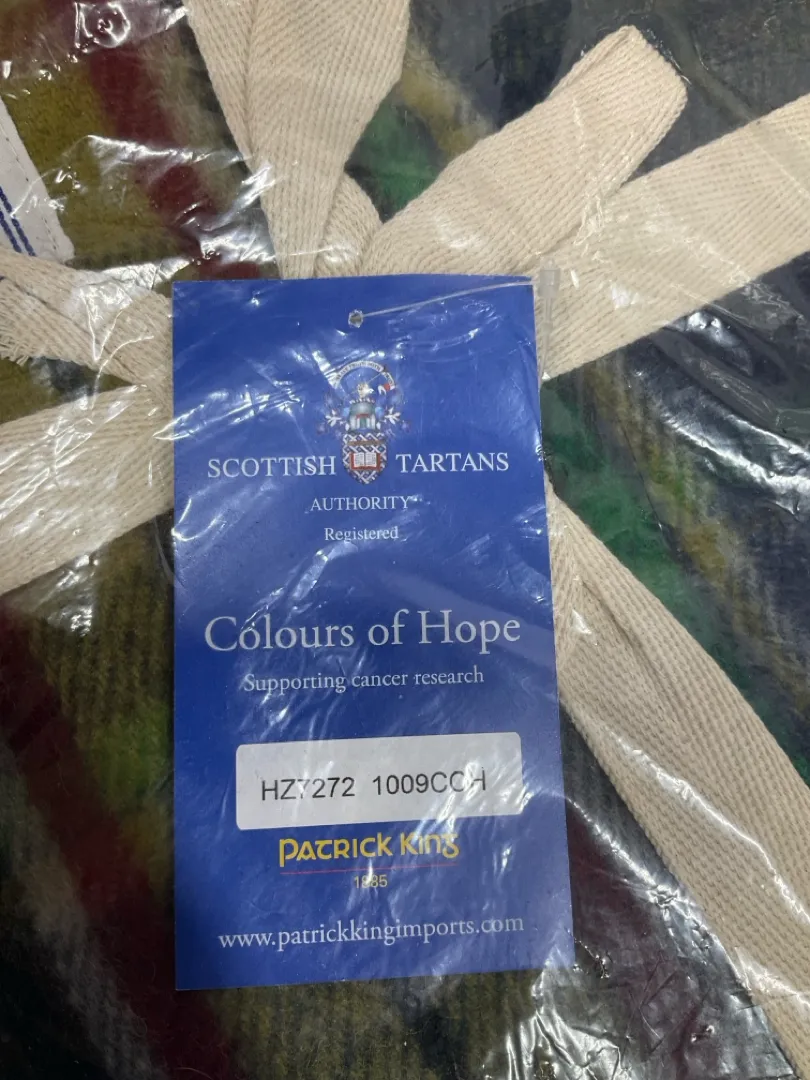 SCOTTISH TARTANS
AUTHORITY
Registered
Colours of Hope
Supporting cancer research
HZ7272 1009CCH
PATRICK KING
1885
www.patrickkingimports.com